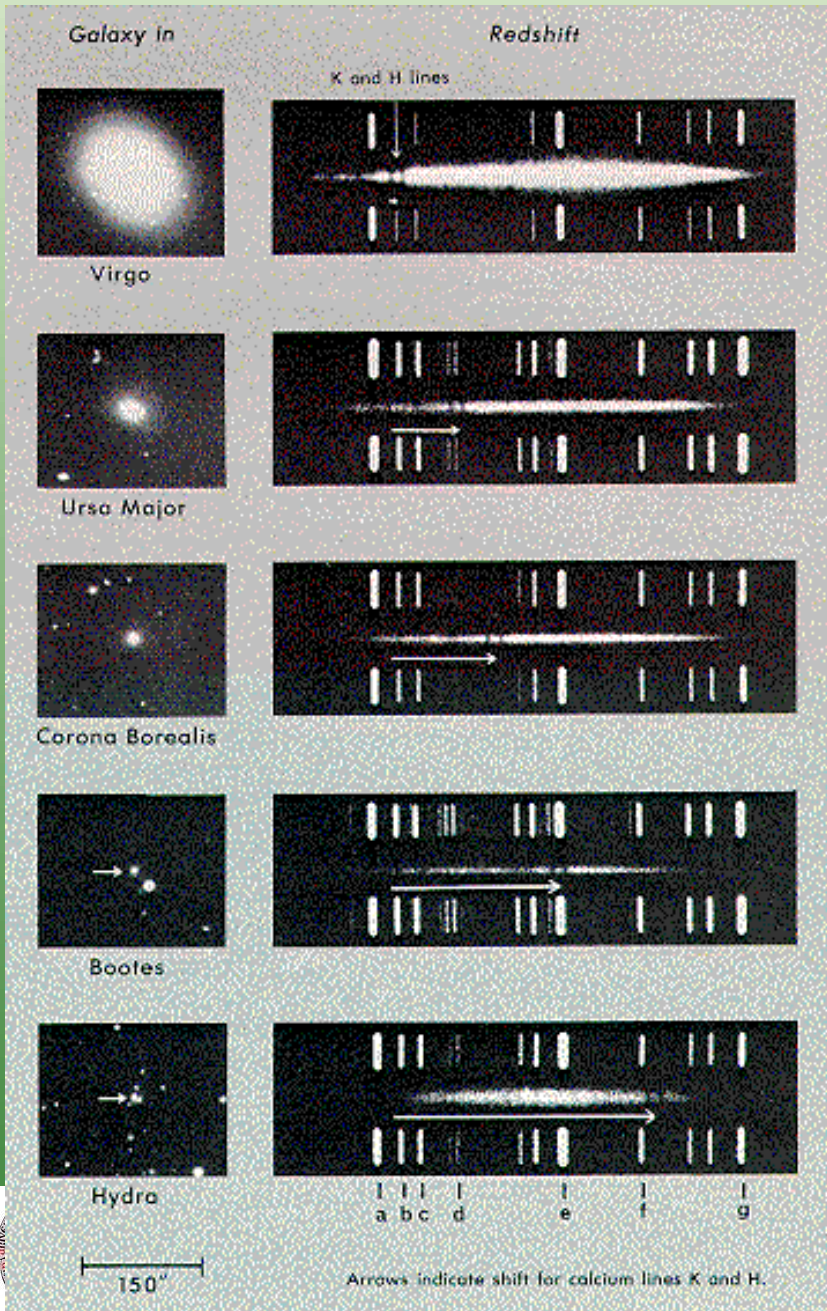 Galaxy in
Redshift
K and H lines
Virgo
Ursa Major
Corona Borealis
Bootes
Hydra
a b c d e f g
150"
Arrows indicate shift for calcium lines K and H.